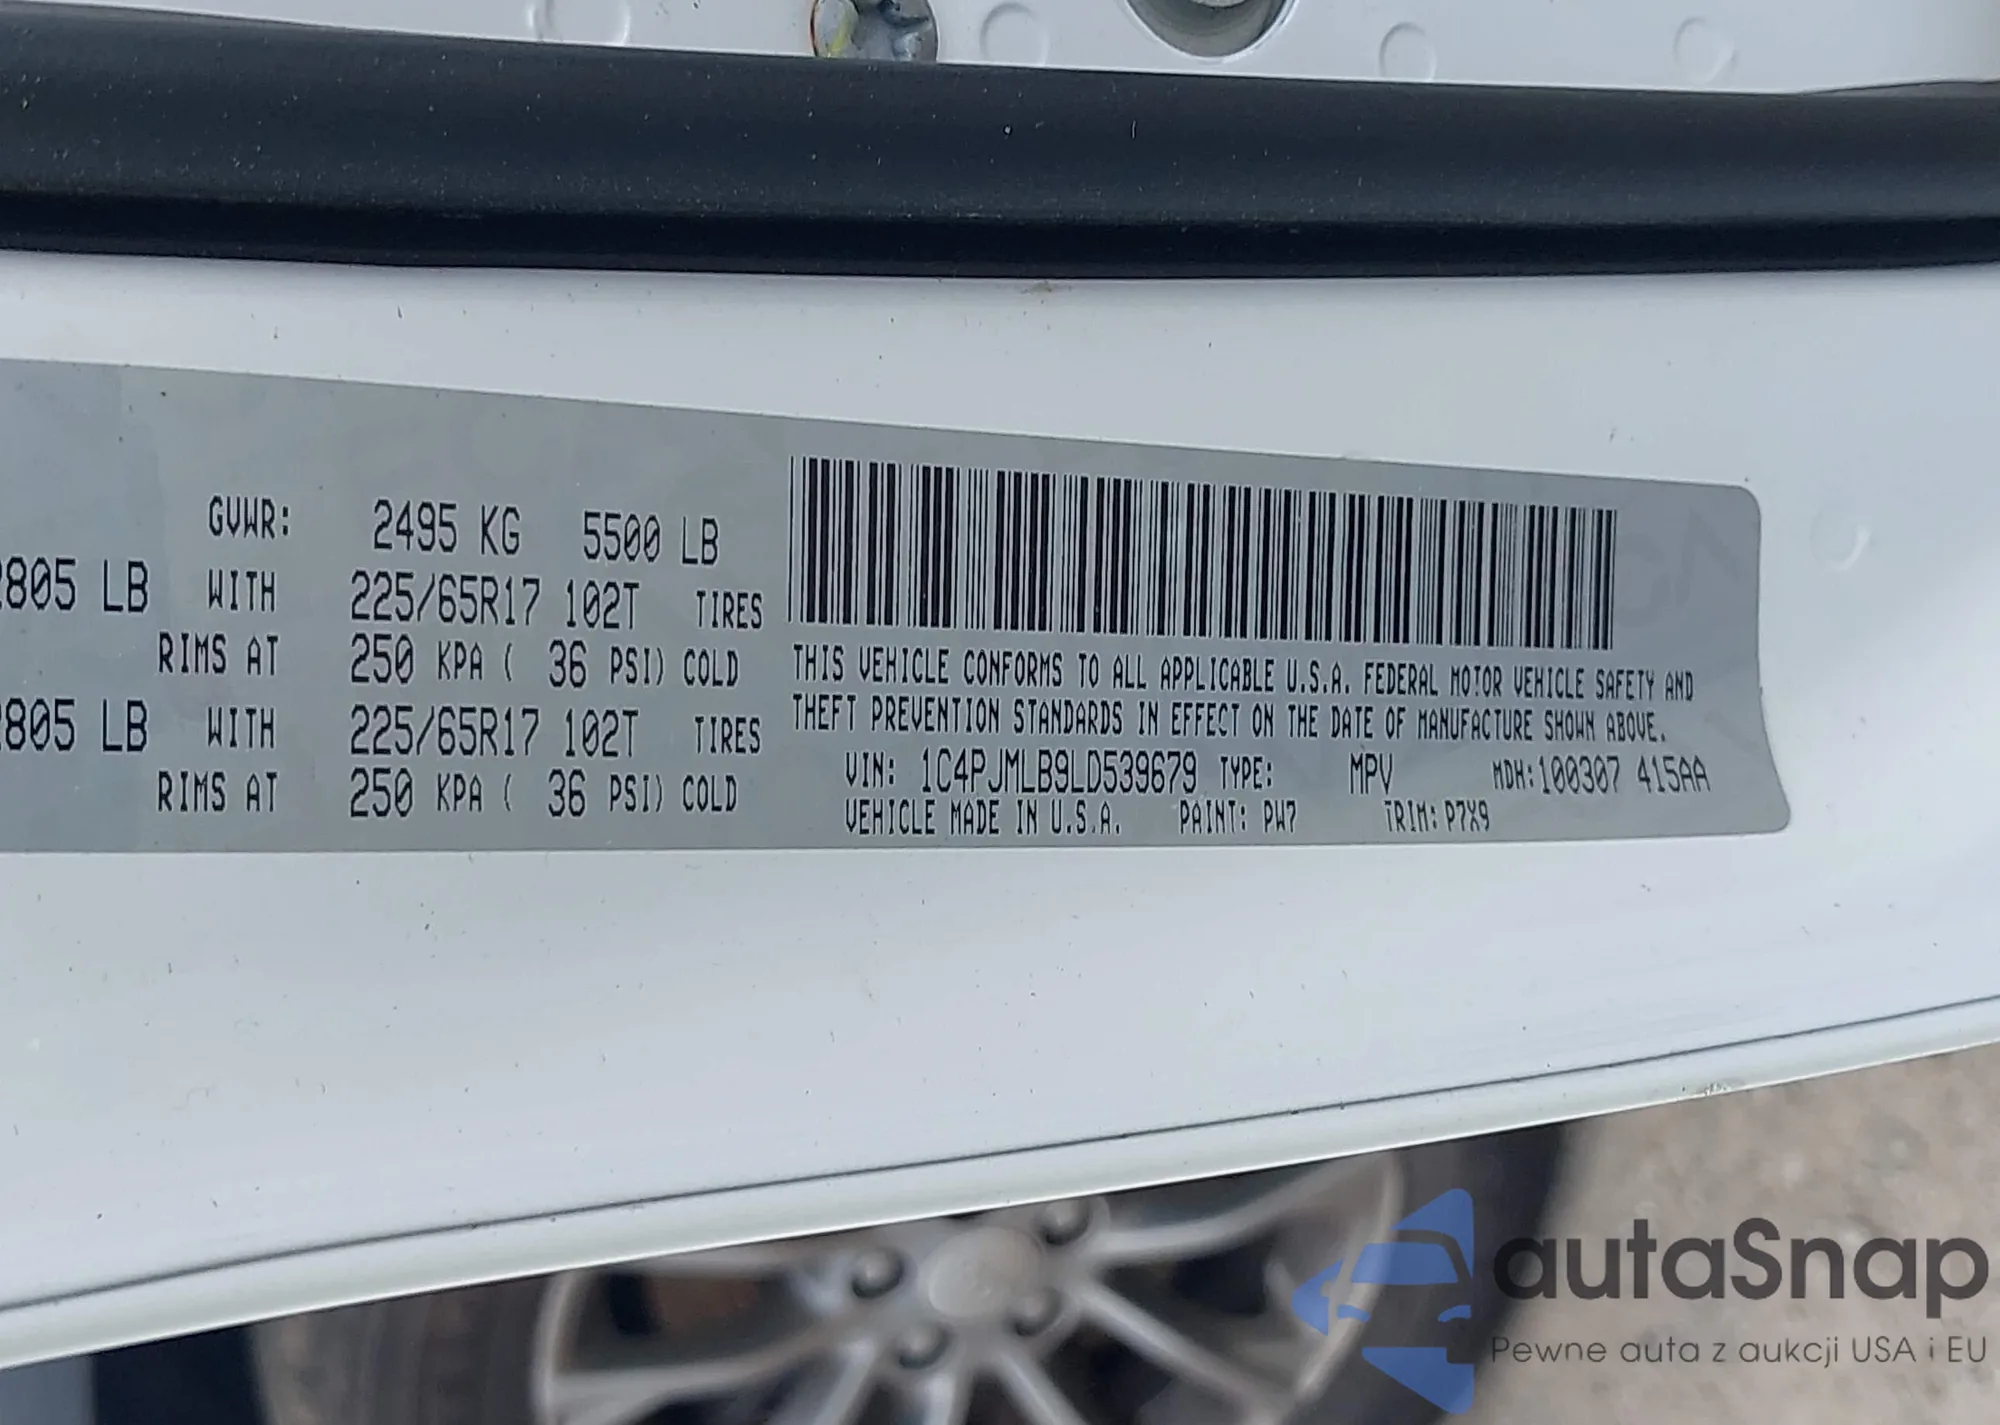 GVWR: 2495 KG 5500 LB
805 LB WITH 225/65R17 102T TIRES
RIMS AT 250 KPA ( 36 PSI) COLD
805 LB WITH 225/65R17 102T TIRES
RIMS AT 250 KPA ( 36 PSI) COLD
THIS VEHICLE CONFORMS TO ALL APPLICABLE U.S.A. FEDERAL MOTOR VEHICLE SAFETY AND
THEFT PREVENTION STANDARDS IN EFFECT ON THE DATE OF MANUFACTURE SHOWN ABOVE.
VIN: 1C4PJMLB9LD539679 TYPE: MPV MDH:100307 415AA
VEHICLE MADE IN U.S.A. PAINT: PW7 TRIM: P7X9
autaSnap
Pewne auta z aukcji USA i EU